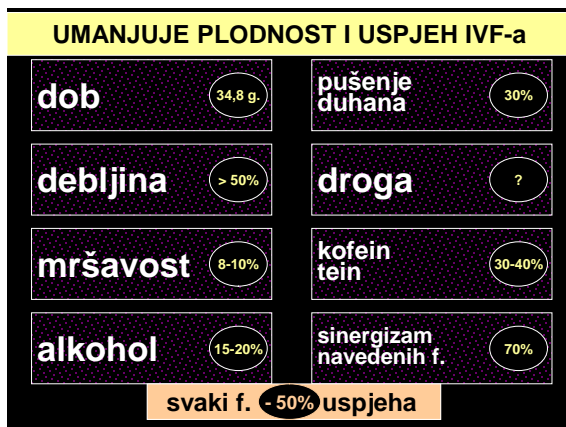 UMANJUJE PLODNOST I USPJEH IVF-a
dob 34,8 g.
pušenje
duhana 30%
debljina > 50%
droga ?
mršavost 8-10%
kofein
tein 30-40%
alkohol 15-20%
sinergizam
navedenih f. 70%
svaki f. - 50% uspjeha